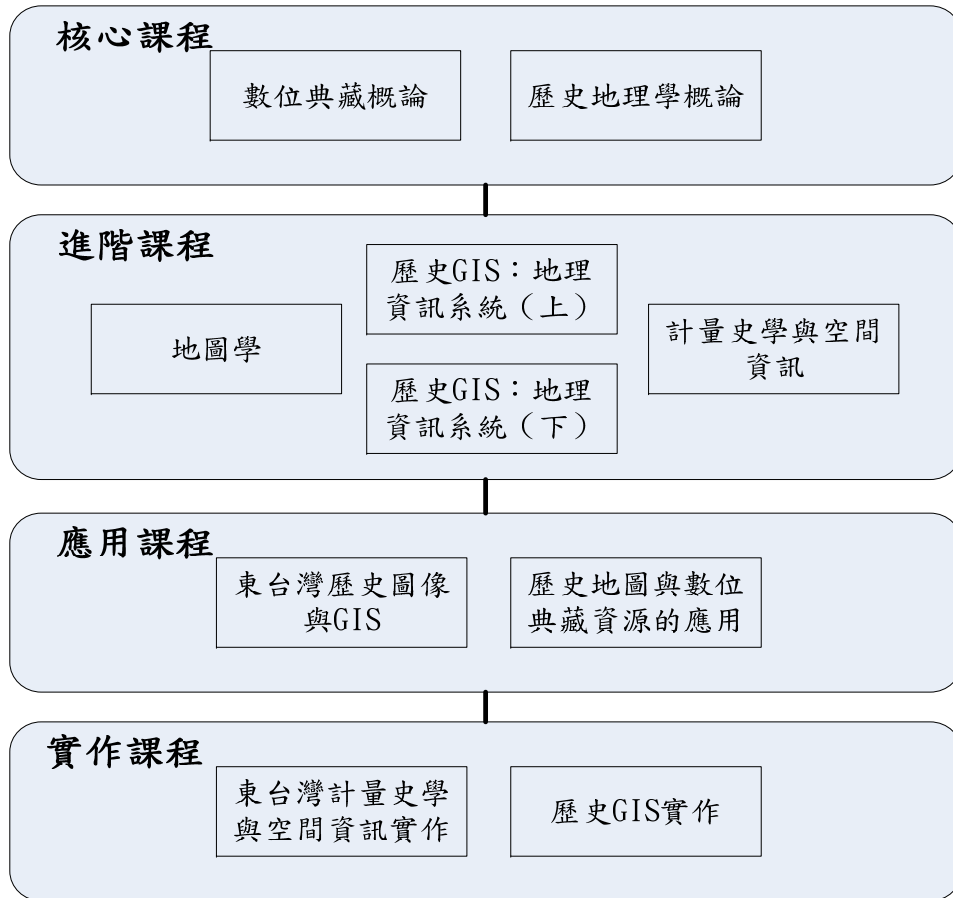 核心課程
數位典藏概論
歷史地理學概論
進階課程
地圖學
歷史GIS：地理
資訊系統（上）
歷史GIS：地理
資訊系統（下）
計量史學與空間
資訊
應用課程
東台灣歷史圖像
與GIS
歷史地圖與數位
典藏資源的應用
實作課程
東台灣計量史學
與空間資訊實作
歷史GIS實作